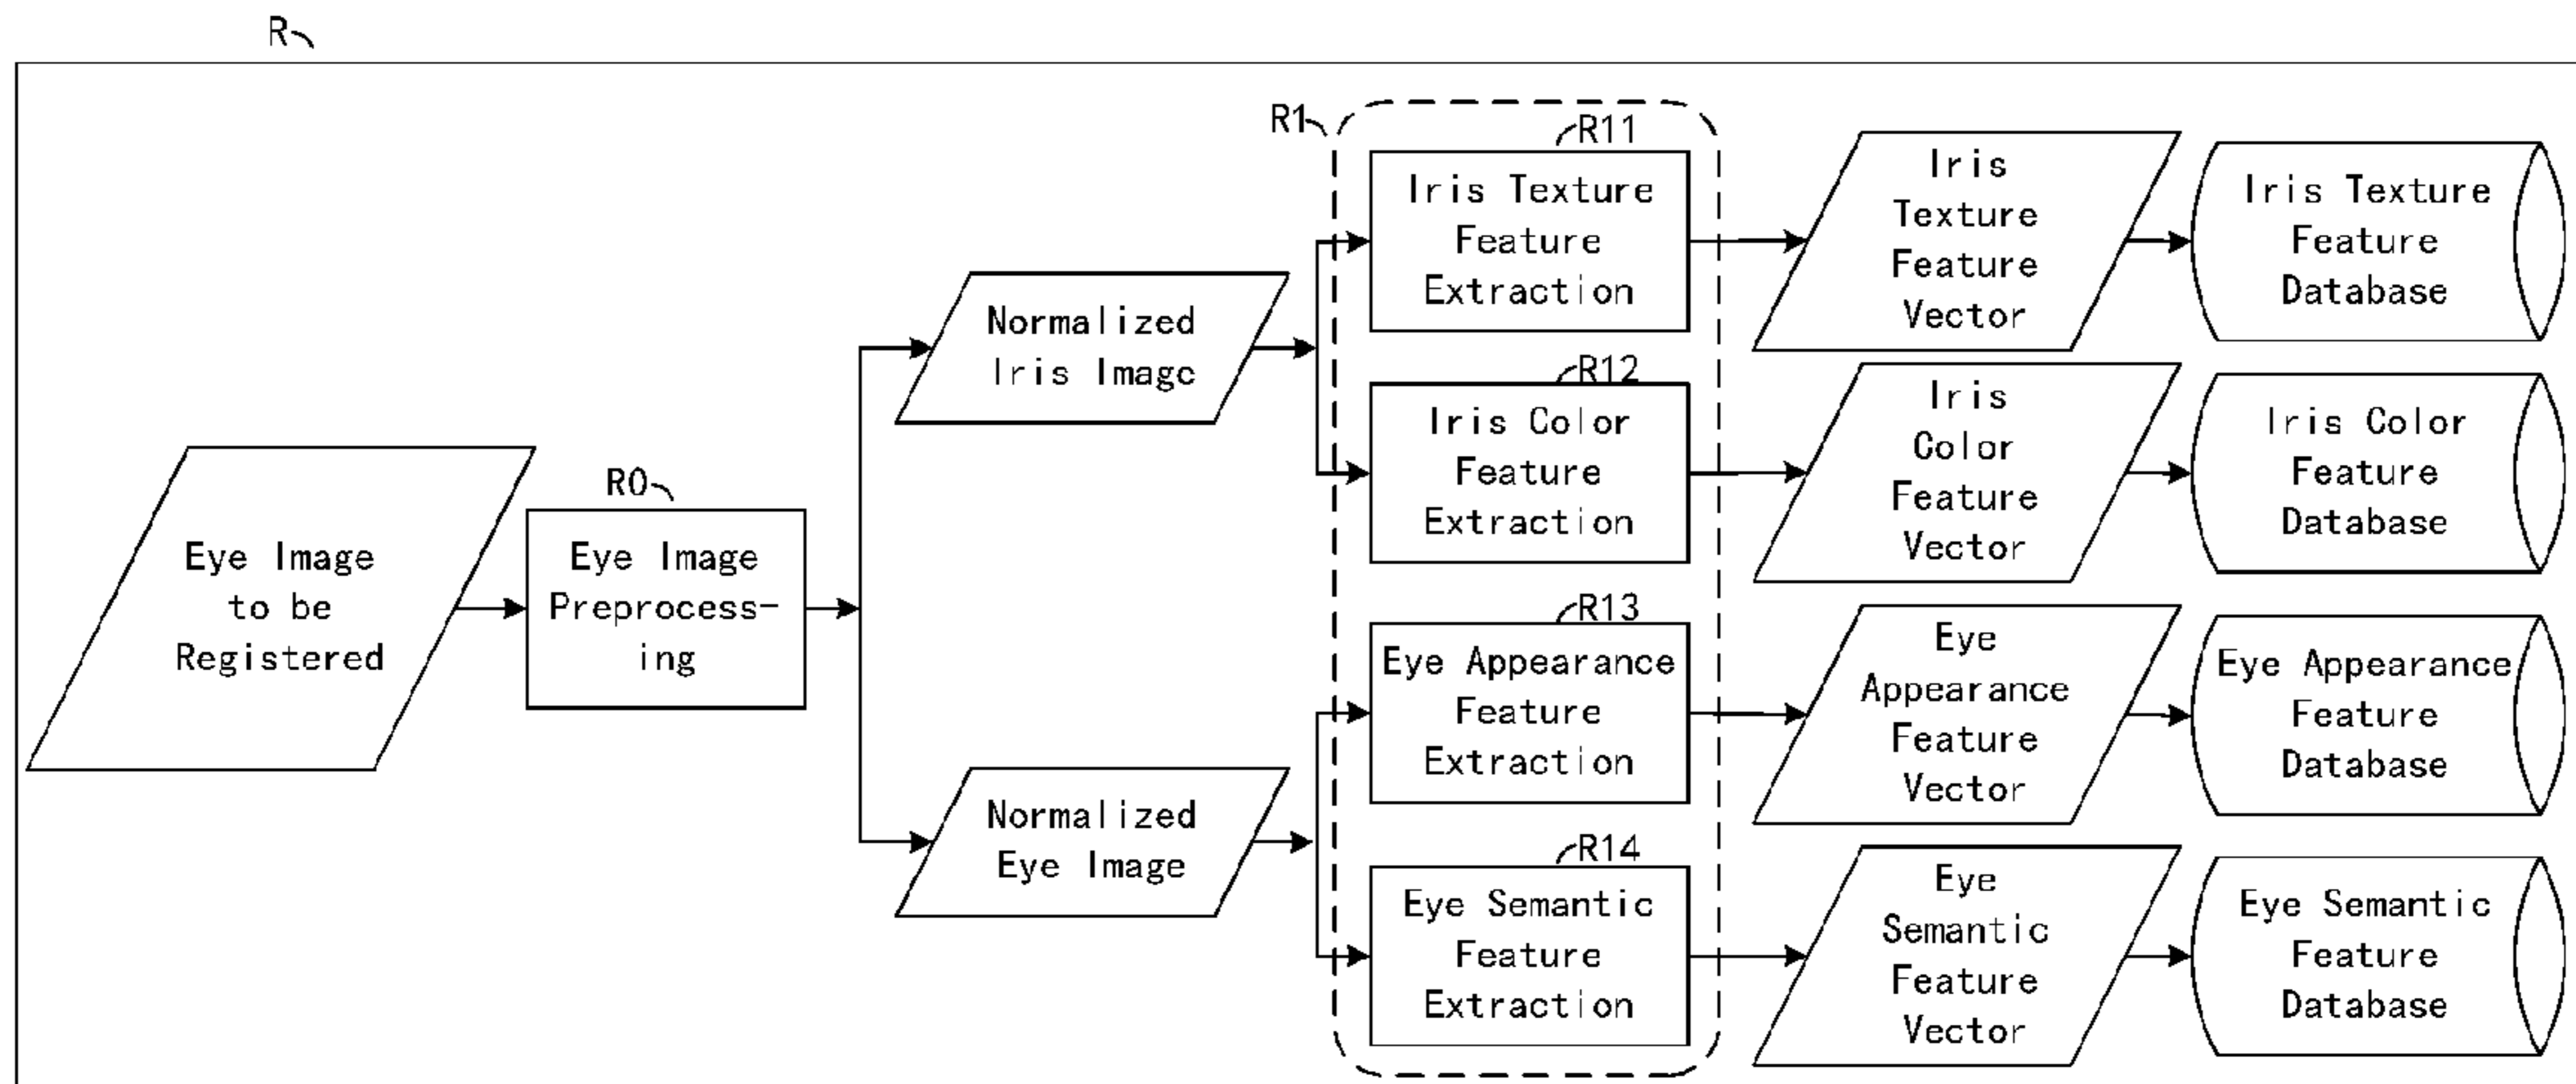 R
R1
R11
Iris Texture
Feature
Extraction
Iris
Texture
Feature
Vector
Iris Texture
Feature
Database
Normalized
Iris Image
R12
Iris Color
Feature
Extraction
Iris
Color
Feature
Vector
Iris Color
Feature
Database
Eye Image
to be
Registered
R0
Eye Image
Preprocess-
ing
R13
Eye Appearance
Feature
Extraction
Eye
Appearance
Feature
Vector
Eye Appearance
Feature
Database
Normalized
Eye Image
R14
Eye Semantic
Feature
Extraction
Eye
Semantic
Feature
Vector
Eye Semantic
Feature
Database